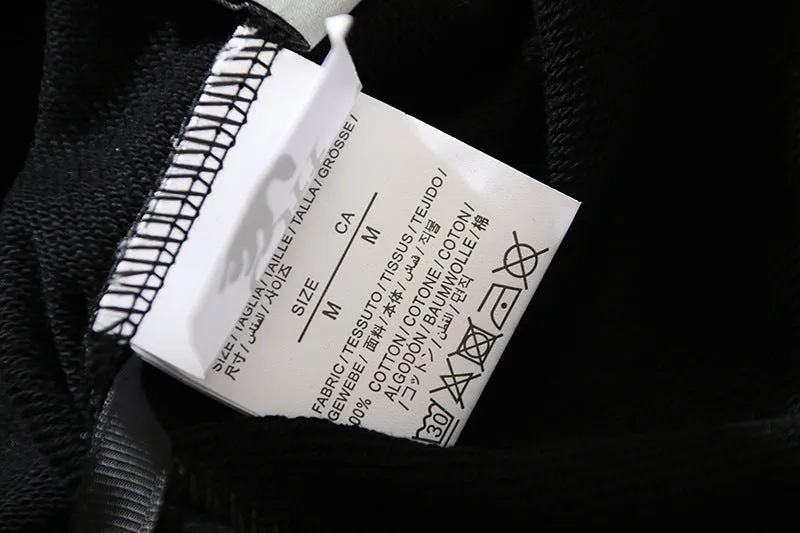 SIZE / TAGLIA / TAILLE / TALLA / GRÖSSE /
尺寸 / المقاس / 사이즈
SIZE CA
M M
FABRIC / TESSUTO / TISSUS / TEJIDO /
GEWEBE / 面料 / 本体 / قماش / 직물
00% COTTON / COTONE, COTON /
ALGODÓN / BAUMWOLLE / 棉
/ コットン / القطن / 면직
30